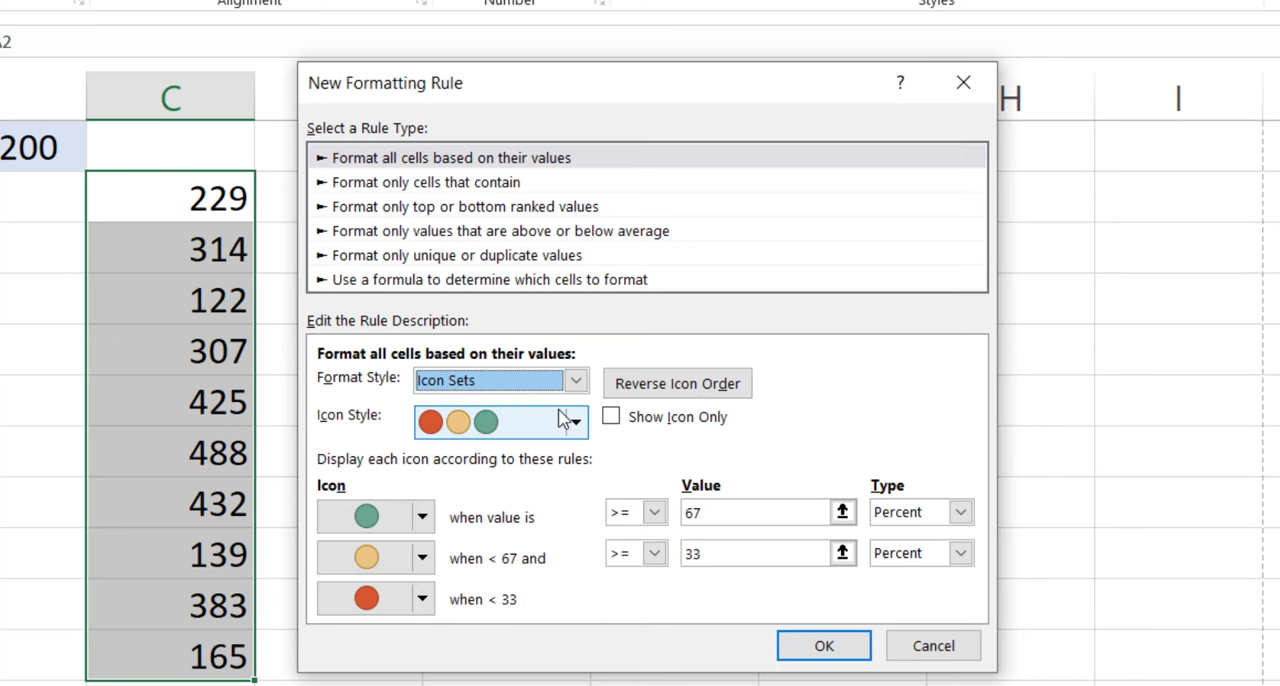 Alignment Number Styles
A2
C H I
200
229
314
122
307
425
488
432
139
383
165
New Formatting Rule ? 
Select a Rule Type:
► Format all cells based on their values
► Format only cells that contain
► Format only top or bottom ranked values
► Format only values that are above or below average
► Format only unique or duplicate values
► Use a formula to determine which cells to format
Edit the Rule Description:
Format all cells based on their values:
Format Style: Icon Sets Reverse Icon Order
Icon Style: Show Icon Only
Display each icon according to these rules:
Icon Value Type
when value is >= 67 Percent
when < 67 and >= 33 Percent
when < 33
OK Cancel